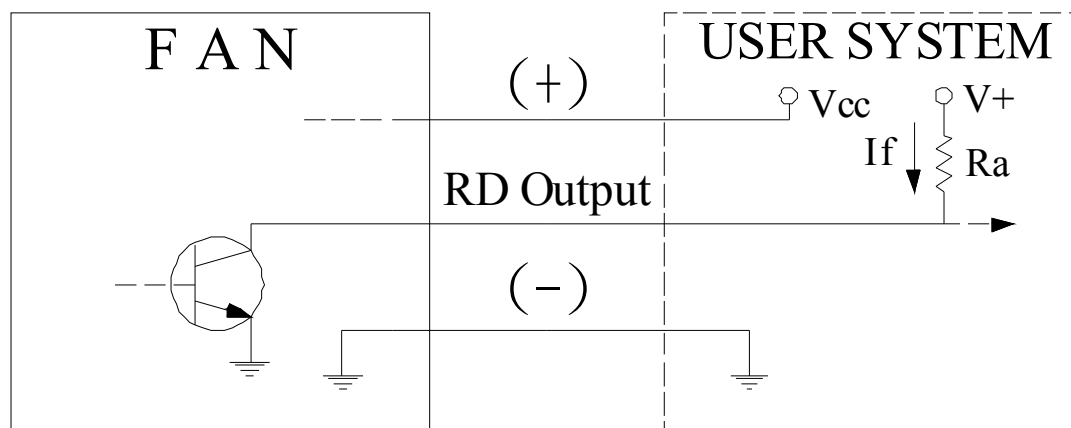 F A N
USER SYSTEM
(+)
Vcc
V+
If
Ra
RD Output
(-)